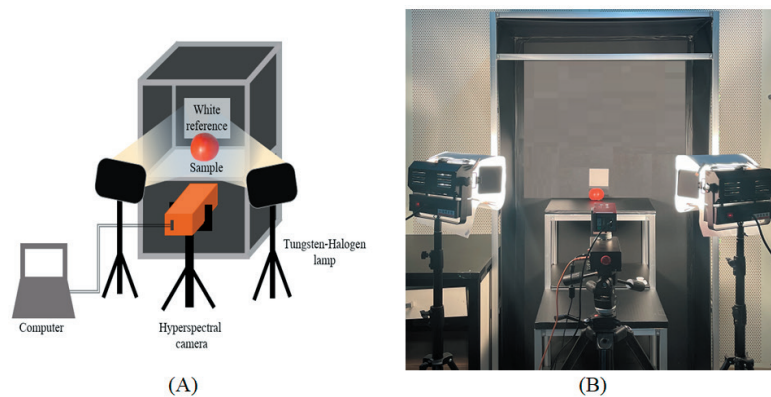 White
reference
Sample
Tungsten-Halogen
lamp
Computer
Hyperspectral
camera
(A)
(B)